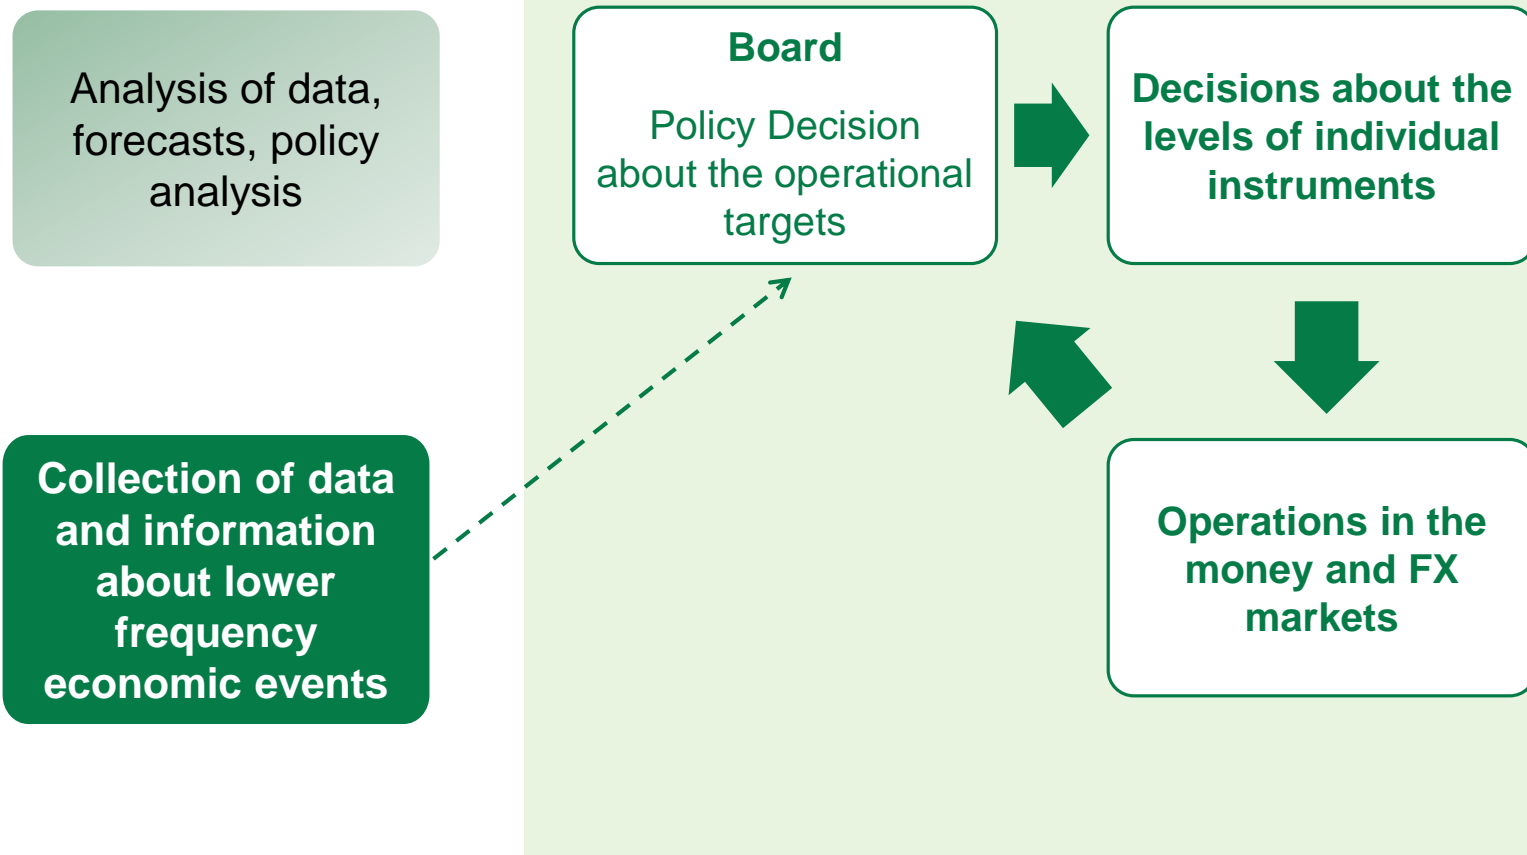 Analysis of data,
forecasts, policy
analysis
Board
Policy Decision
about the operational
targets
Decisions about the
levels of individual
instruments
Collection of data
and information
about lower
frequency
economic events
Operations in the
money and FX
markets